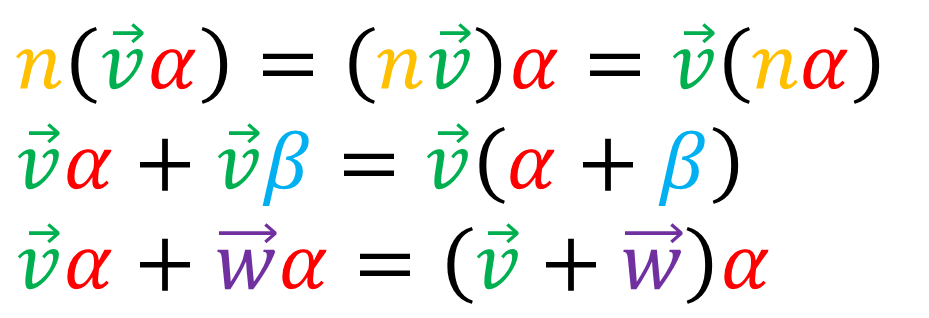 n(v⃗α) = (nv⃗)α = v⃗(nα)
v⃗α + v⃗β = v⃗(α + β)
v⃗α + w⃗α = (v⃗ + w⃗)α